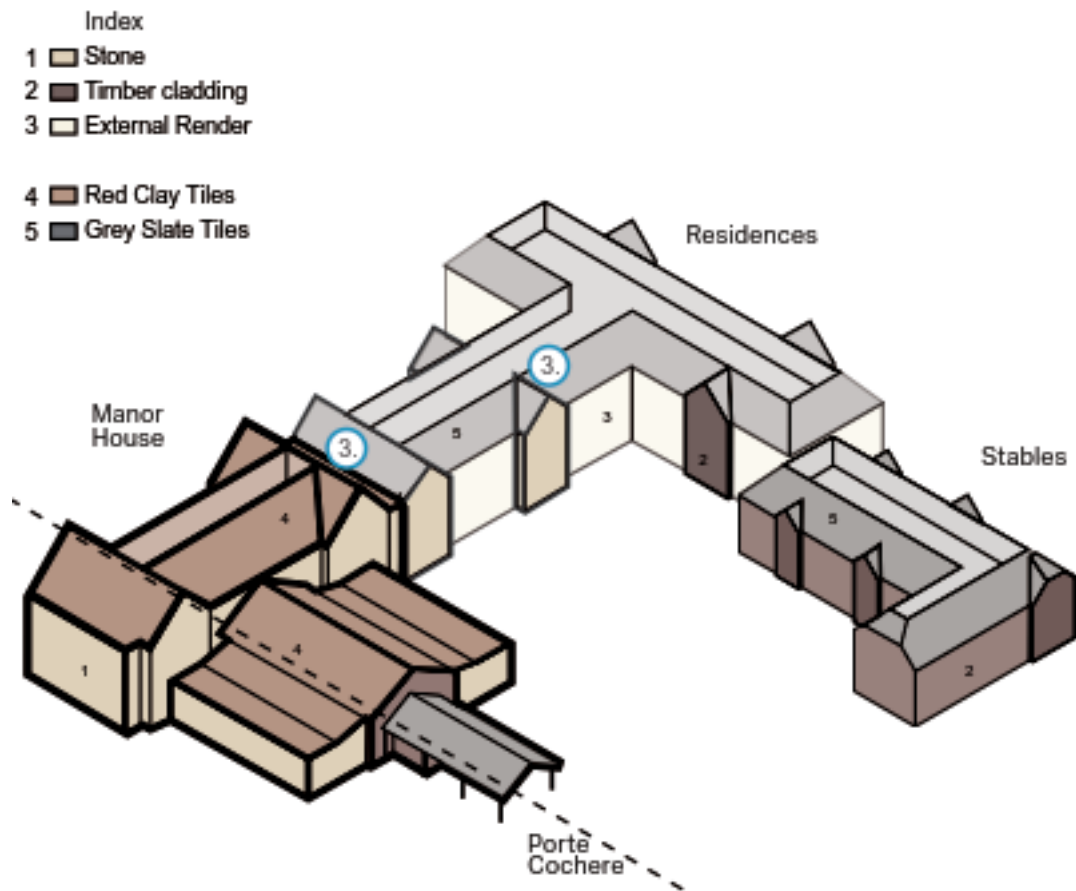 Index
1 Stone
2 Timber cladding
3 External Render
4 Red Clay Tiles
5 Grey Slate Tiles
Residences
3.
Manor
House
3
5
3.
2
Stables
4
5
4
1
2
Porte
Cochere